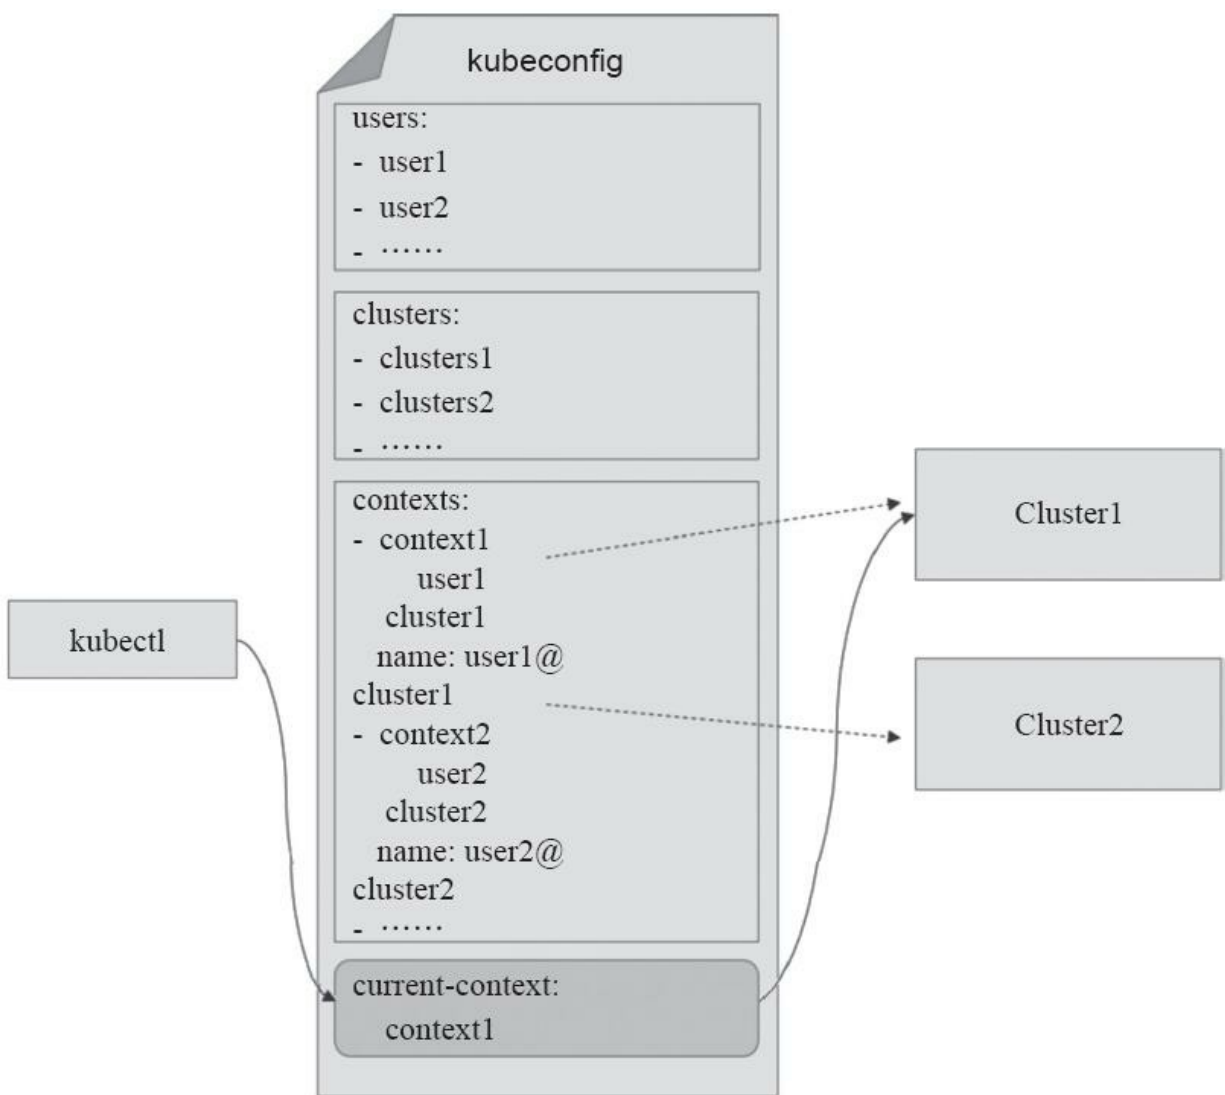 kubeconfig
users:
- user1
- user2
- ······
clusters:
- clusters1
- clusters2
- ······
contexts:
- context1
user1
cluster1
name: user1@
cluster1
- context2
user2
cluster2
name: user2@
cluster2
- ······
current-context:
context1
kubectl
Cluster1
Cluster2